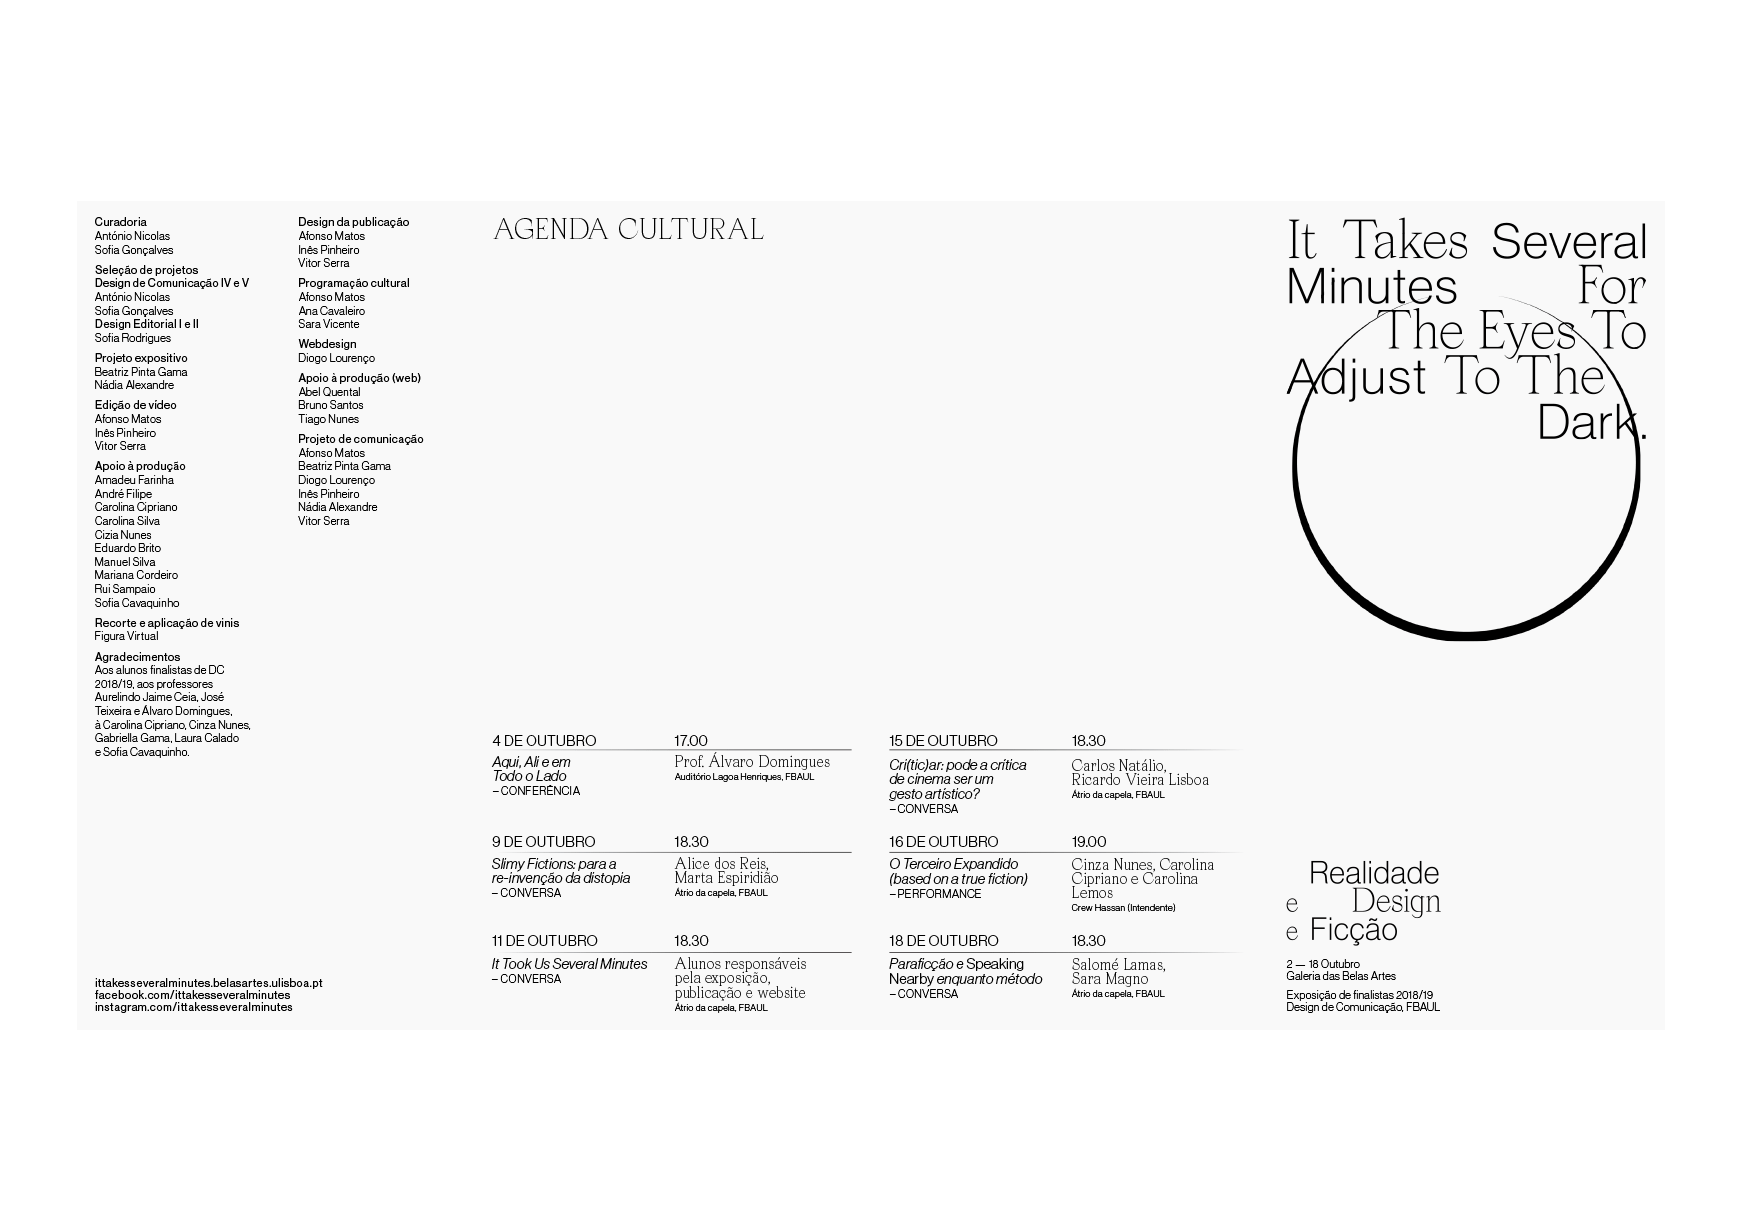 Curadoria
António Nicolas
Sofia Gonçalves
Seleção de projetos
Design de Comunicação IV e V
António Nicolas
Sofia Gonçalves
Design Editorial I e II
Sofia Rodrigues
Projeto expositivo
Beatriz Pinta Gama
Nádia Alexandre
Edição de vídeo
Afonso Matos
Inês Pinheiro
Vitor Serra
Apoio à produção
Amadeu Farinha
André Filipe
Carolina Cipriano
Carolina Silva
Cizia Nunes
Eduardo Brito
Manuel Silva
Mariana Cordeiro
Rui Sampaio
Sofia Cavaquinho
Recorte e aplicação de vinis
Figura Virtual
Agradecimentos
Aos alunos finalistas de DC
2018/19, aos professores
Aurelindo Jaime Ceia, José
Teixeira e Álvaro Domingues,
à Carolina Cipriano, Cinza Nunes,
Gabriella Gama, Laura Calado
e Sofia Cavaquinho.
ittakesseveralminutes.belasartes.ulisboa.pt
facebook.com/ittakesseveralminutes
instagram.com/ittakesseveralminutes
Design da publicação
Afonso Matos
Inês Pinheiro
Vitor Serra
Programação cultural
Afonso Matos
Ana Cavaleiro
Sara Vicente
Webdesign
Diogo Lourenço
Apoio à produção (web)
Abel Quental
Bruno Santos
Tiago Nunes
Projeto de comunicação
Afonso Matos
Beatriz Pinta Gama
Diogo Lourenço
Inês Pinheiro
Nádia Alexandre
Vitor Serra
AGENDA CULTURAL
4 DE OUTUBRO 17.00
Aqui, Ali e em
Todo o Lado
– CONFERÊNCIA
Prof. Álvaro Domingues
Auditório Lagoa Henriques, FBAUL
9 DE OUTUBRO 18.30
Slimy Fictions: para a
re-invenção da distopia
– CONVERSA
Alice dos Reis,
Marta Espiridião
Átrio da capela, FBAUL
11 DE OUTUBRO 18.30
It Took Us Several Minutes
– CONVERSA
Alunos responsáveis
pela exposição,
publicação e website
Átrio da capela, FBAUL
15 DE OUTUBRO 18.30
Cri(tic)ar: pode a crítica
de cinema ser um
gesto artístico?
– CONVERSA
Carlos Natálio,
Ricardo Vieira Lisboa
Átrio da capela, FBAUL
16 DE OUTUBRO 19.00
O Terceiro Expandido
(based on a true fiction)
– PERFORMANCE
Cinza Nunes, Carolina
Cipriano e Carolina
Lemos
Crew Hassan (Intendente)
18 DE OUTUBRO 18.30
Paraficção e Speaking
Nearby enquanto método
– CONVERSA
Salomé Lamas,
Sara Magno
Átrio da capela, FBAUL
It Takes Several
Minutes For
The Eyes To
Adjust To The
Dark.
Realidade
e Design
e Ficção
2 — 18 Outubro
Galeria das Belas Artes
Exposição de finalistas 2018/19
Design de Comunicação, FBAUL